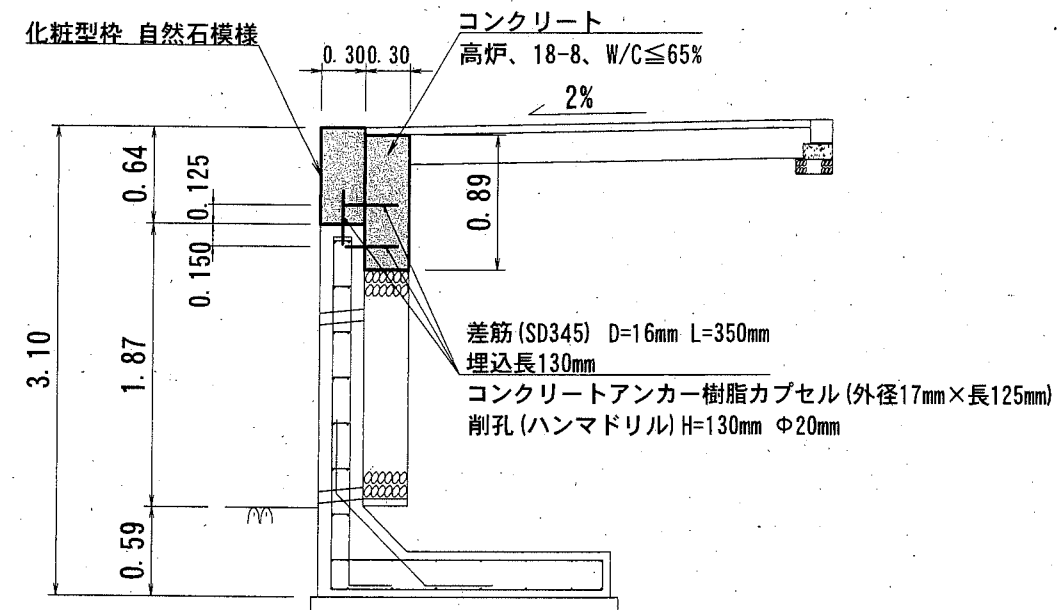 化粧型枠 自然石模様
コンクリート
高炉、18-8、W/C≦65%
0.30
0.30
2%
0.64
0.125
0.150
0.89
3.10
1.87
0.59
差筋(SD345) D=16mm L=350mm
埋込長130mm
コンクリートアンカー樹脂カプセル(外径17mm×長125mm)
削孔(ハンマドリル)H=130mm Φ20mm